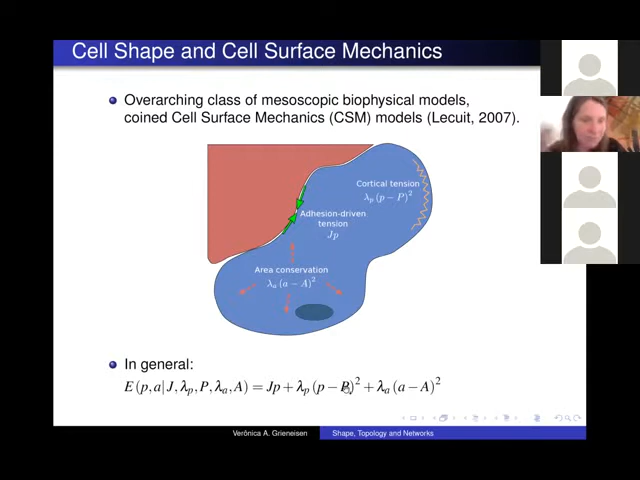 Cell Shape and Cell Surface Mechanics
Overarching class of mesoscopic biophysical models,
coined Cell Surface Mechanics (CSM) models (Lecuit, 2007).
Cortical tension
λp (p − P)²
Adhesion-driven
tension
Jp
Area conservation
λa (a − A)²
In general:
E (p, a| J, λp, P, λa, A) = Jp + λp (p − P)² + λa (a − A)²
Verônica A. Grieneisen
Shape, Topology and Networks